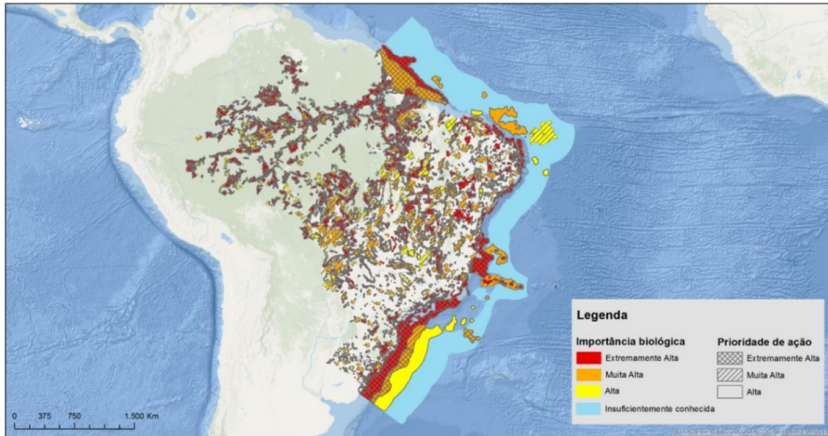 Legenda
Importância biológica
Extremamente Alta
Muita Alta
Alta
Insuficientemente conhecida
Prioridade de ação
Extremamente Alta
Muita Alta
Alta
0 375 750 1.500 Km